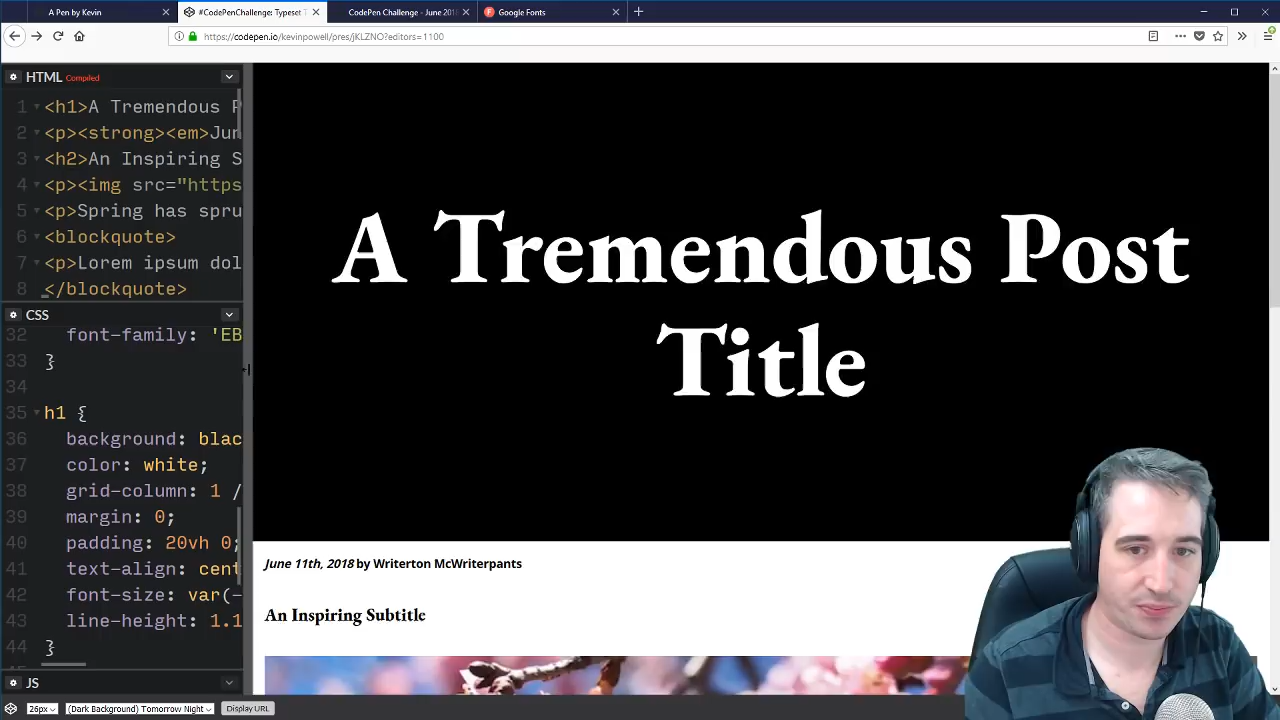 A Pen by Kevin
#CodePenChallenge: Typeset T
CodePen Challenge - June 2018
Google Fonts
https://codepen.io/kevinpowell/pres/jKLZNO?editors=1100
HTML Compiled
1 <h1>A Tremendous P
2 <p><strong><em>Jun
3 <h2>An Inspiring S
4 <p><img src="https
5 <p>Spring has spru
6 <blockquote>
7 <p>Lorem ipsum dol
8 </blockquote>
CSS
32 font-family: 'EB
33 }
34
35 h1 {
36 background: blac
37 color: white;
38 grid-column: 1 /
39 margin: 0;
40 padding: 20vh 0;
41 text-align: cent
42 font-size: var(-
43 line-height: 1.1
44 }
JS
26px
(Dark Background) Tomorrow Night
Display URL
A Tremendous Post
Title
June 11th, 2018 by Writerton McWriterpants
An Inspiring Subtitle